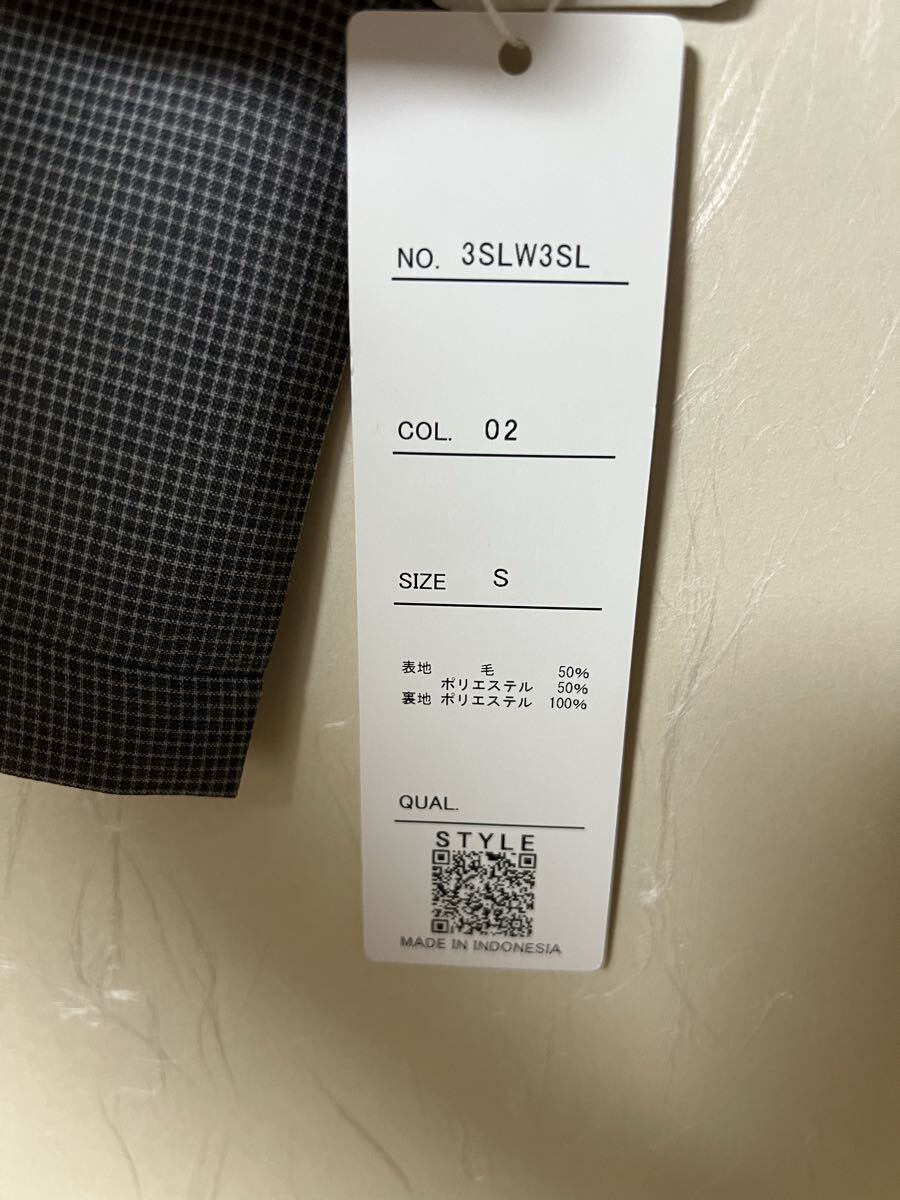 NO. 3SLW3SL
COL. 02
SIZE S
表地 毛 50%
ポリエステル 50%
裏地 ポリエステル 100%
QUAL.
STYLE
MADE IN INDONESIA